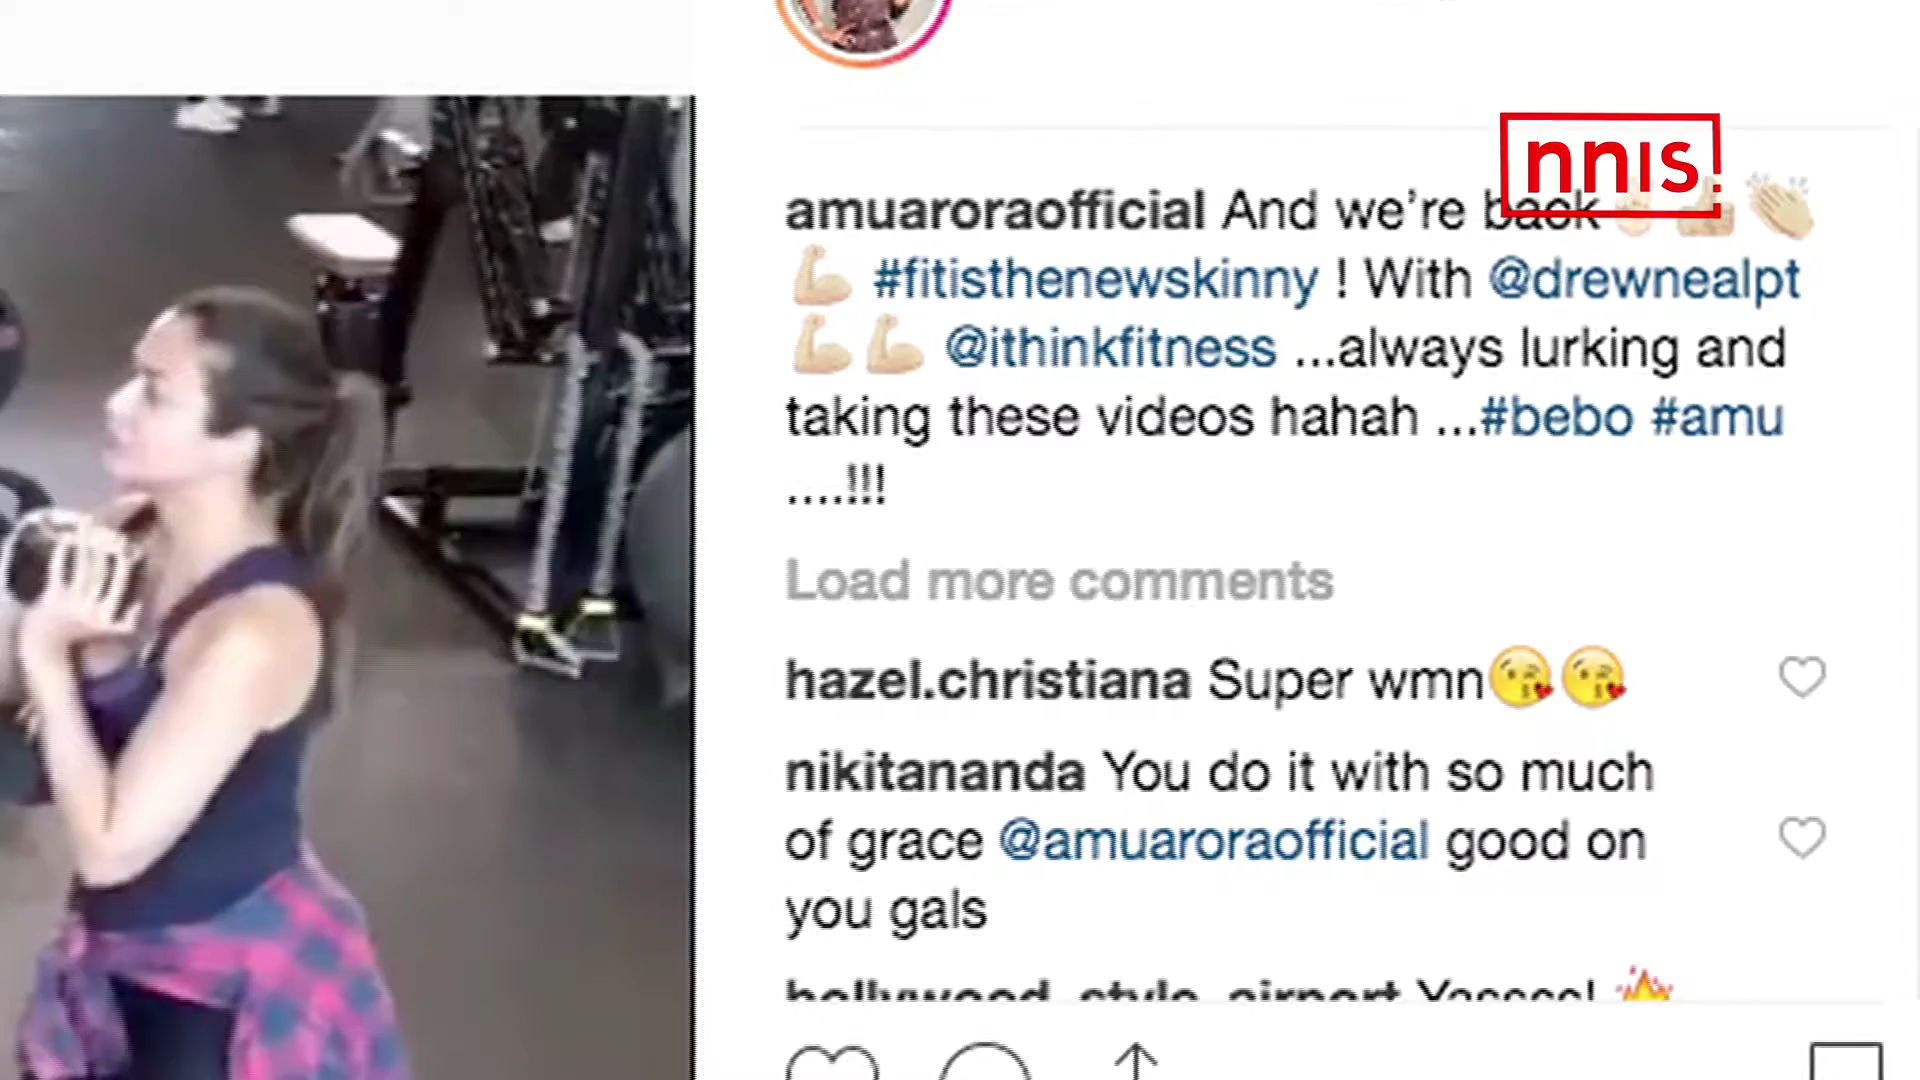 nnis
amuaroraofficial And we're back 
#fitisthenewskinny ! With @drewnealpt
@ithinkfitness ...always lurking and
taking these videos hahah ...#bebo #amu
....!!!
Load more comments
hazel.christiana Super wmn
nikitananda You do it with so much
of grace @amuaroraofficial good on
you gals